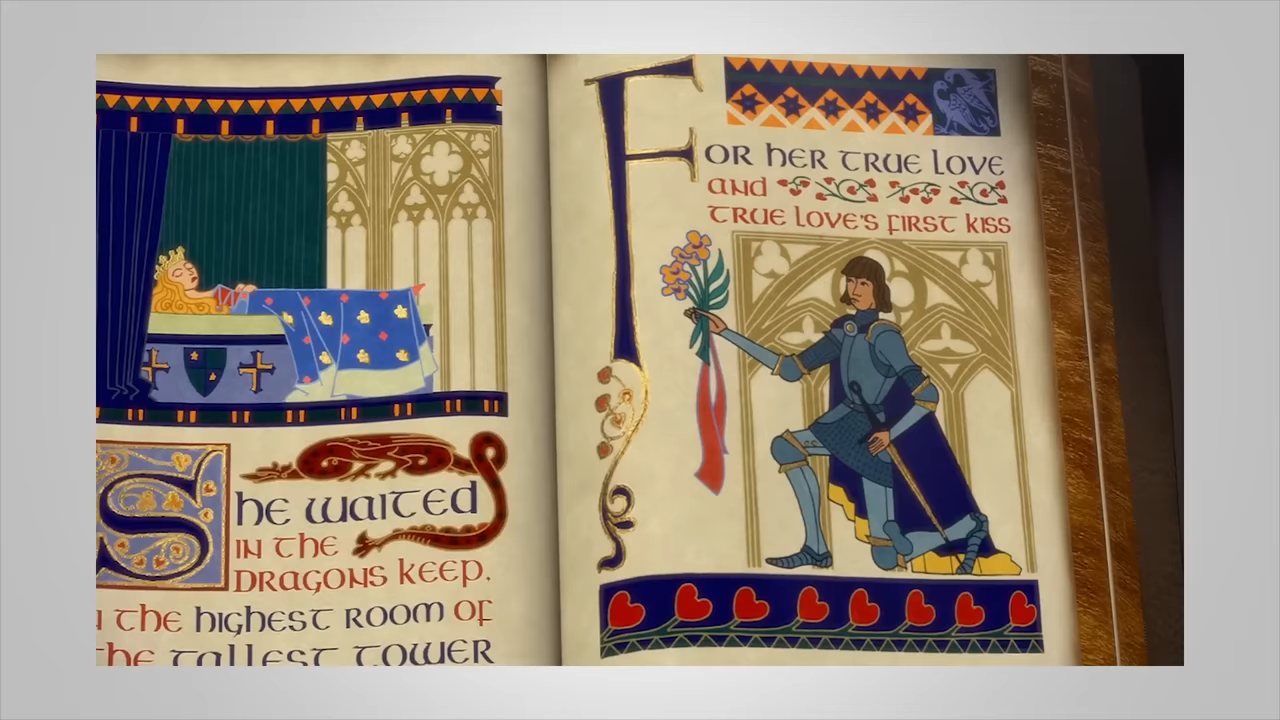 She waited
in the
dragons keep.
the highest room of
the tallest tower
For her true love
and
true love's first kiss